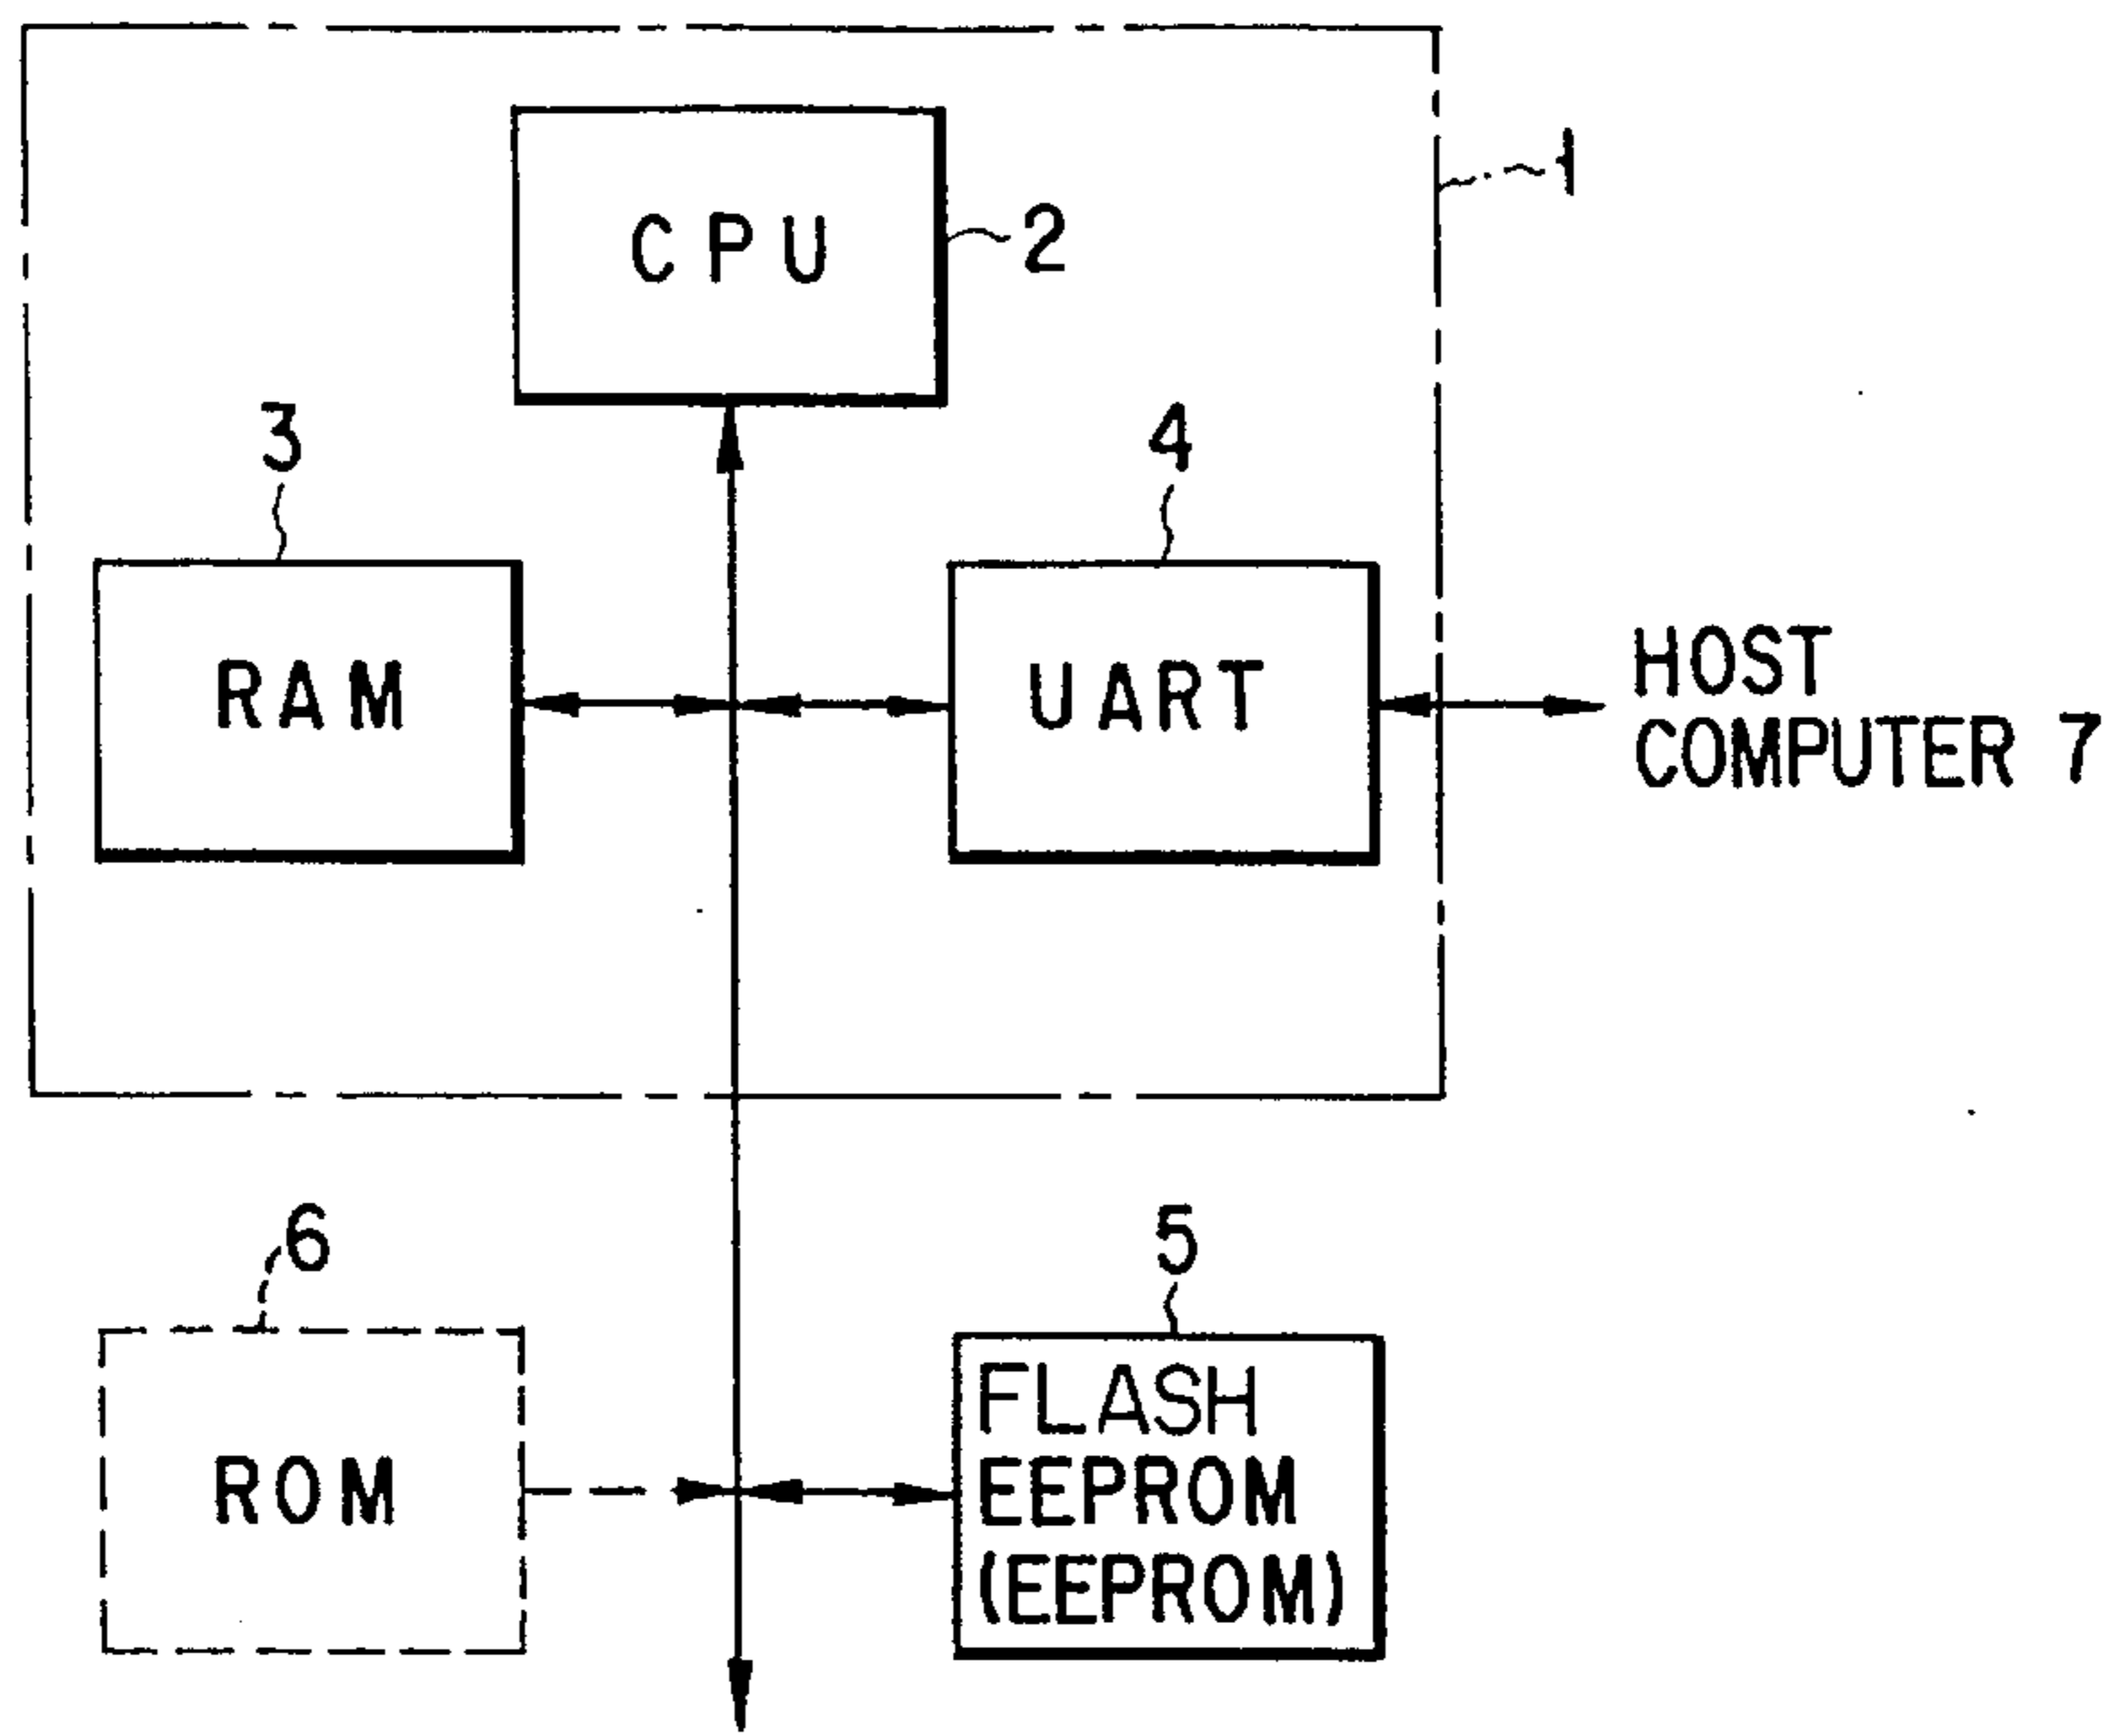 1
CPU
2
3
4
RAM
UART
HOST
COMPUTER 7
6
5
ROM
FLASH
EEPROM
(EEPROM)